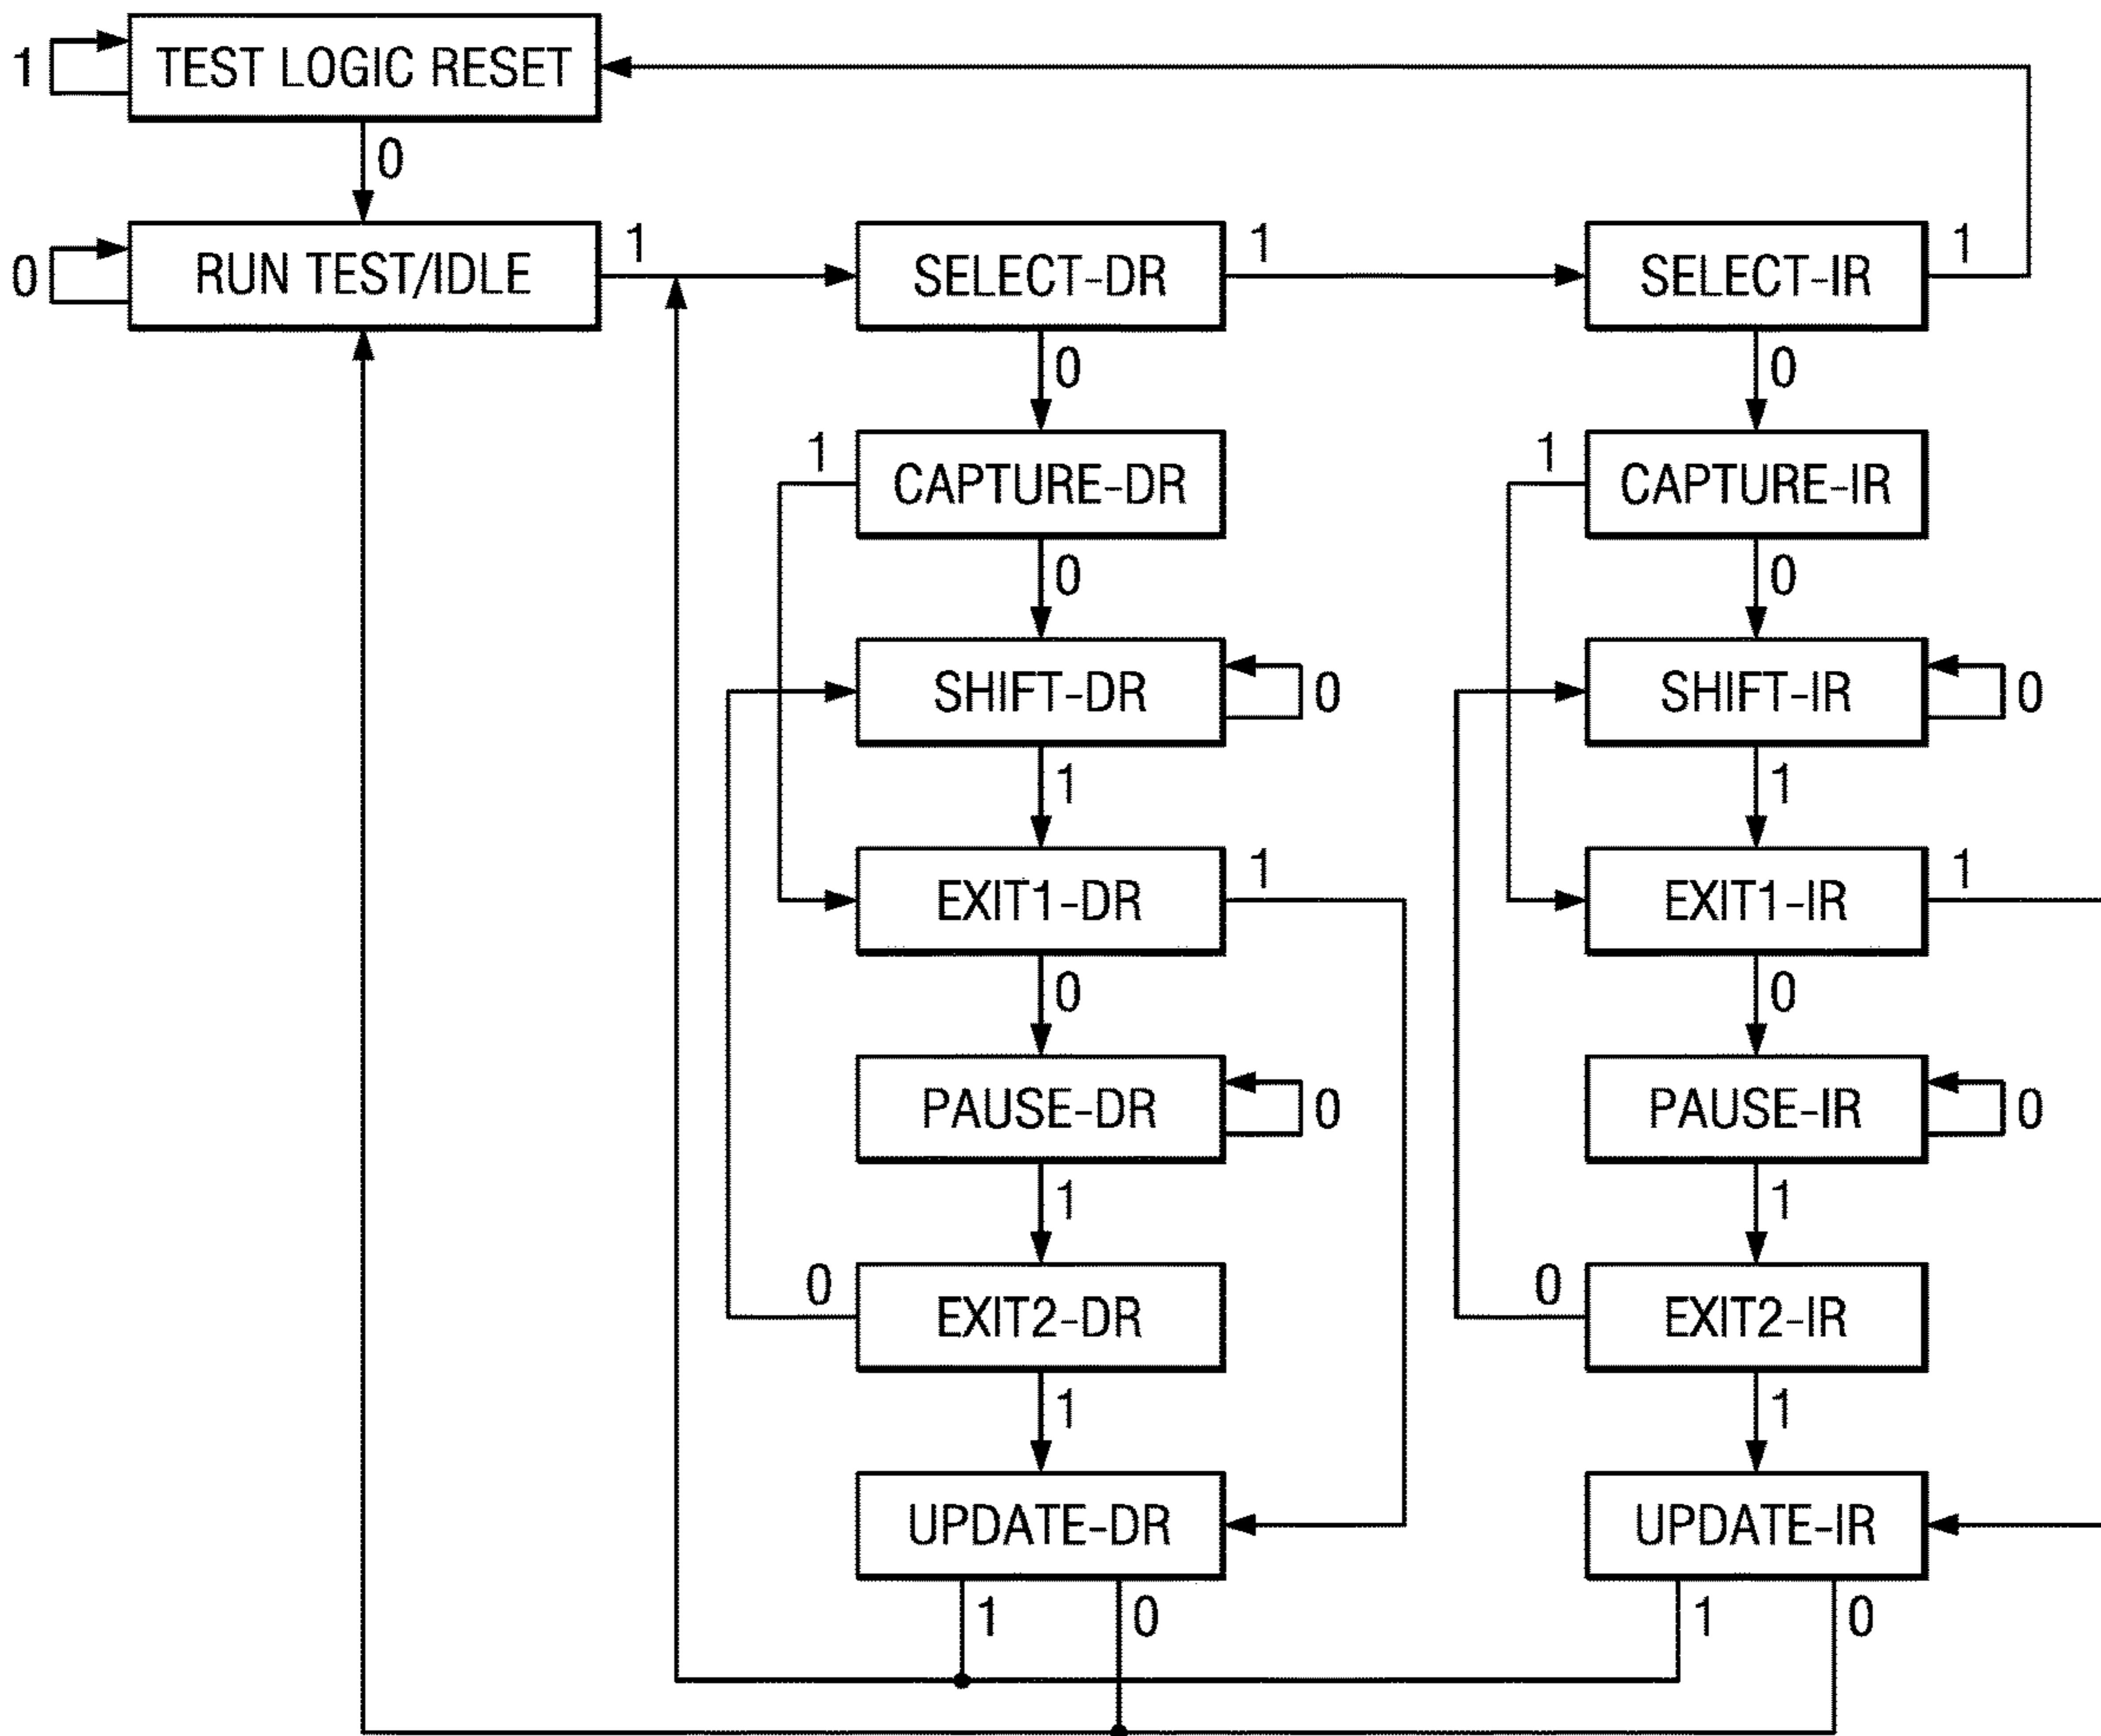 TEST LOGIC RESET
1
0
RUN TEST/IDLE
0
1
SELECT-DR
1
SELECT-IR
1
0
0
1
CAPTURE-DR
1
CAPTURE-IR
0
0
SHIFT-DR
0
SHIFT-IR
0
1
1
EXIT1-DR
1
EXIT1-IR
1
0
0
PAUSE-DR
0
PAUSE-IR
0
1
1
0
EXIT2-DR
0
EXIT2-IR
1
1
UPDATE-DR
UPDATE-IR
1
0
1
0